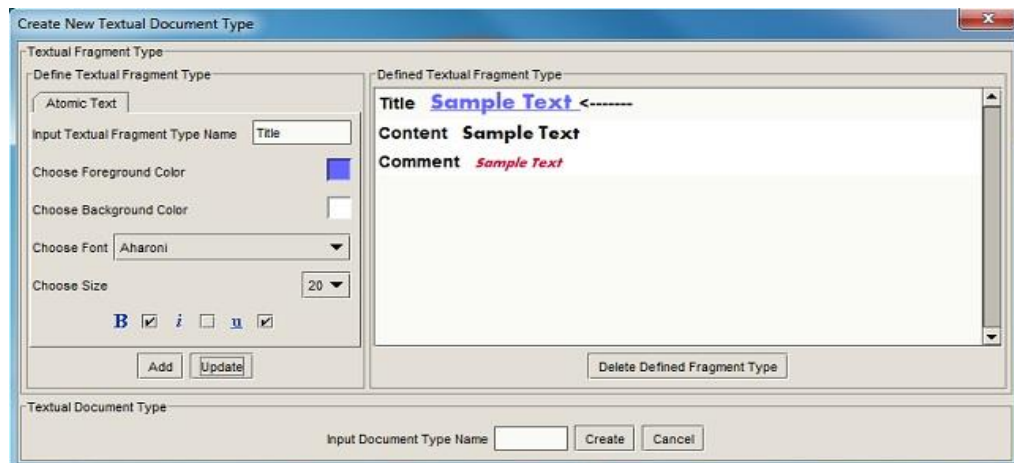 Create New Textual Document Type
x
Textual Fragment Type
Define Textual Fragment Type
Atomic Text
Input Textual Fragment Type Name Title
Choose Foreground Color
Choose Background Color
Choose Font Aharoni
Choose Size 20
B i u
Add Update
Defined Textual Fragment Type
Title Sample Text <-------
Content Sample Text
Comment Sample Text
Delete Defined Fragment Type
Textual Document Type
Input Document Type Name Create Cancel